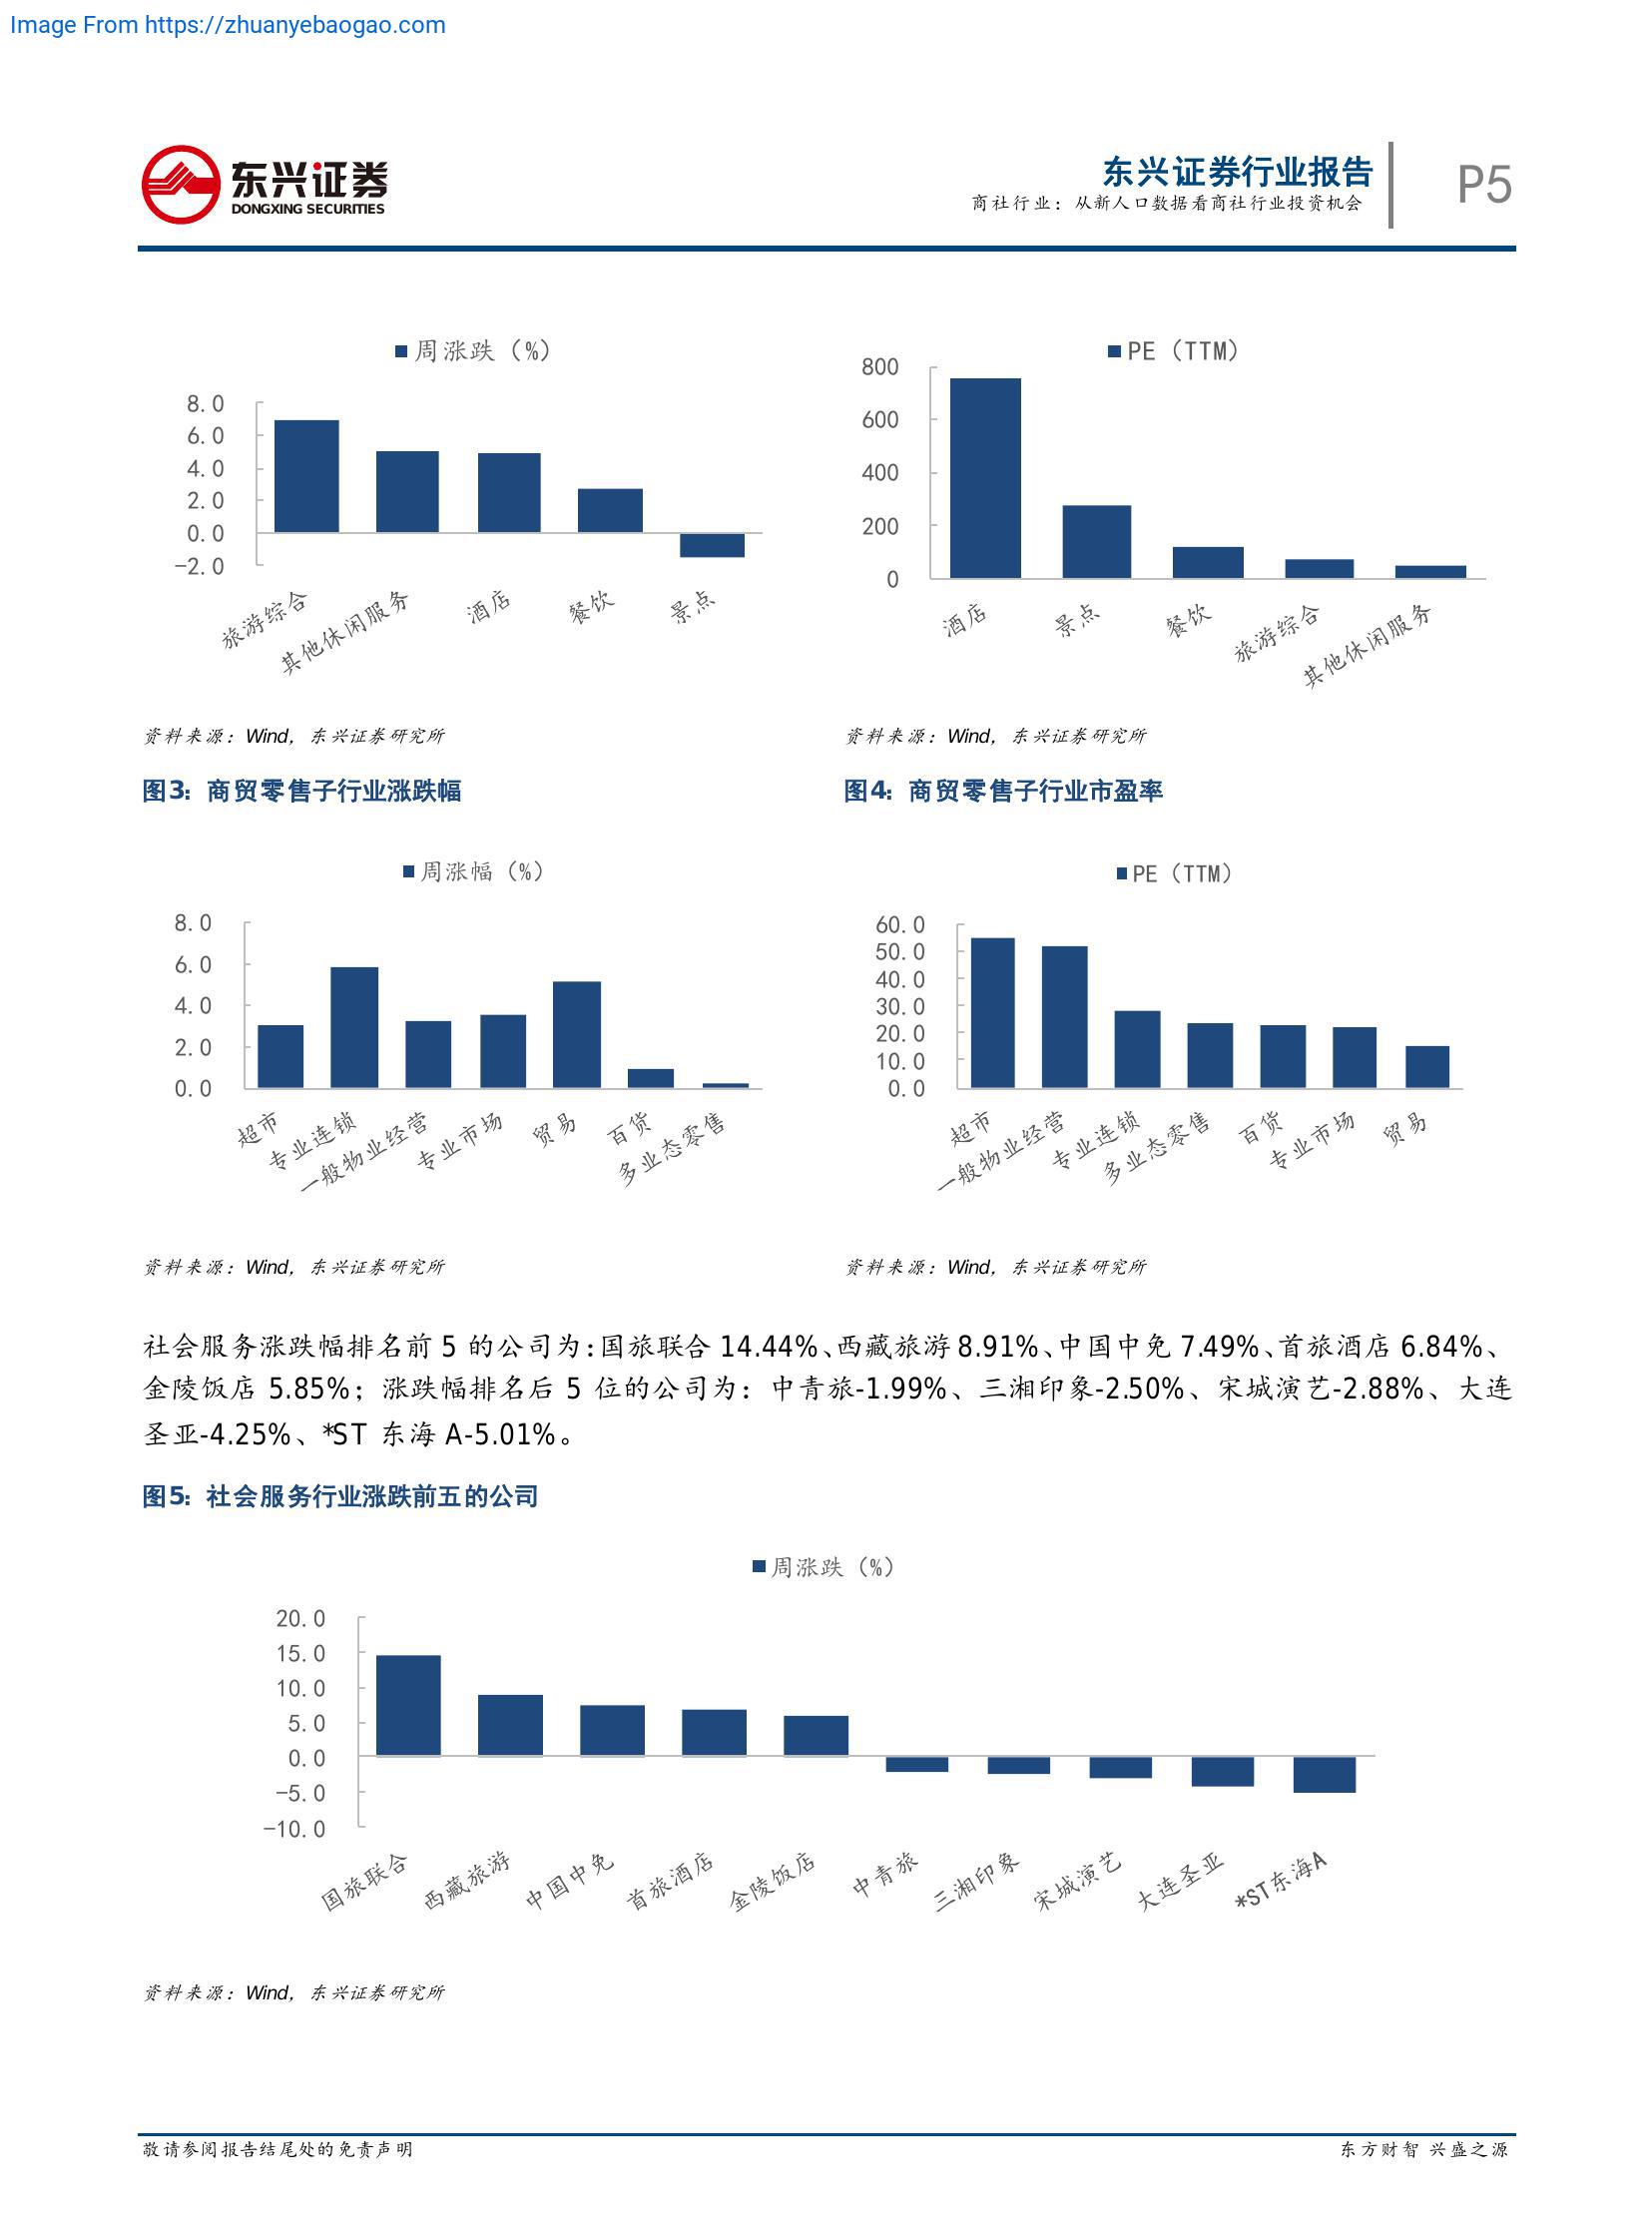 Image From https://zhuanyebaogao.com
东兴证券
DONGXING SECURITIES
东兴证券行业报告
商社行业：从新人口数据看商社行业投资机会
P5
周涨跌（%）
8.0
6.0
4.0
2.0
0.0
-2.0
旅游综合
其他休闲服务
酒店
餐饮
景点
PE（TTM）
800
600
400
200
0
酒店
景点
餐饮
旅游综合
其他休闲服务
资料来源：Wind，东兴证券研究所
资料来源：Wind，东兴证券研究所
图3：商贸零售子行业涨跌幅
图4：商贸零售子行业市盈率
周涨幅（%）
8.0
6.0
4.0
2.0
0.0
超市
专业连锁
一般物业经营
专业市场
贸易
百货
多业态零售
PE（TTM）
60.0
50.0
40.0
30.0
20.0
10.0
0.0
超市
一般物业经营
专业连锁
多业态零售
百货
专业市场
贸易
资料来源：Wind，东兴证券研究所
资料来源：Wind，东兴证券研究所
社会服务涨跌幅排名前 5 的公司为：国旅联合 14.44%、西藏旅游 8.91%、中国中免 7.49%、首旅酒店 6.84%、
金陵饭店 5.85%；涨跌幅排名后 5 位的公司为：中青旅-1.99%、三湘印象-2.50%、宋城演艺-2.88%、大连
圣亚-4.25%、*ST 东海 A-5.01%。
图5：社会服务行业涨跌前五的公司
周涨跌（%）
20.0
15.0
10.0
5.0
0.0
-5.0
-10.0
国旅联合
西藏旅游
中国中免
首旅酒店
金陵饭店
中青旅
三湘印象
宋城演艺
大连圣亚
*ST东海A
资料来源：Wind，东兴证券研究所
敬请参阅报告结尾处的免责声明
东方财智 兴盛之源